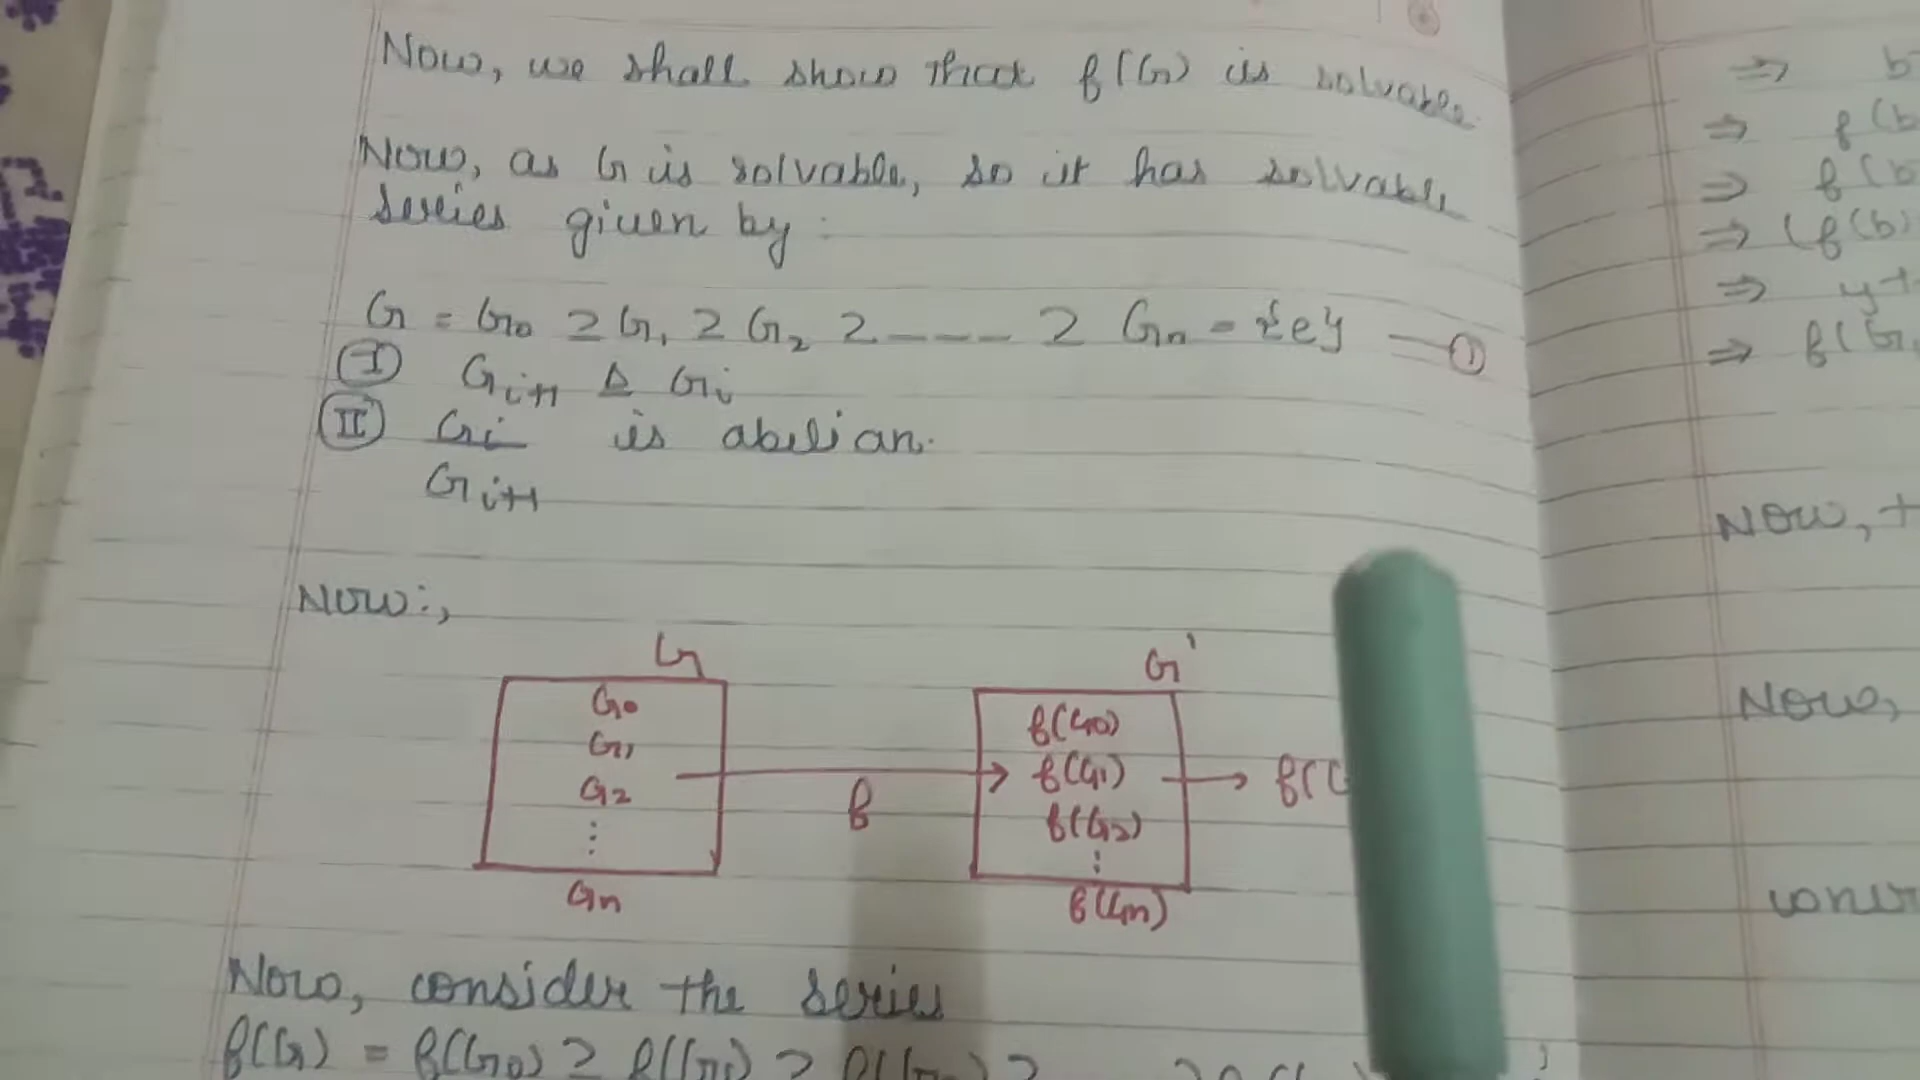 Now, we shall show that f(G) is solvable.
Now, as G is solvable, so it has solvable
series given by :
G = G₀ ⊇ G₁ ⊇ G₂ ⊇ ---- ⊇ Gₙ = {e} — ①
Ⓘ Gᵢ₊₁ Δ Gᵢ
Ⓘⓘ Gᵢ/Gᵢ₊₁ is abelian.
Now:,
G G'
G₀ f(G₀)
G₁ f(G₁)
G₂ f f(G₂)
⋮ ⋮
Gₙ f(Gₙ)
Now, consider the series
f(G) = f(G₀) ⊇ f(G₁) ⊇
⇒ b
⇒ f(b
⇒ f(b
⇒ (f(b)
⇒ y+
⇒ f(G
Now, +
Now,